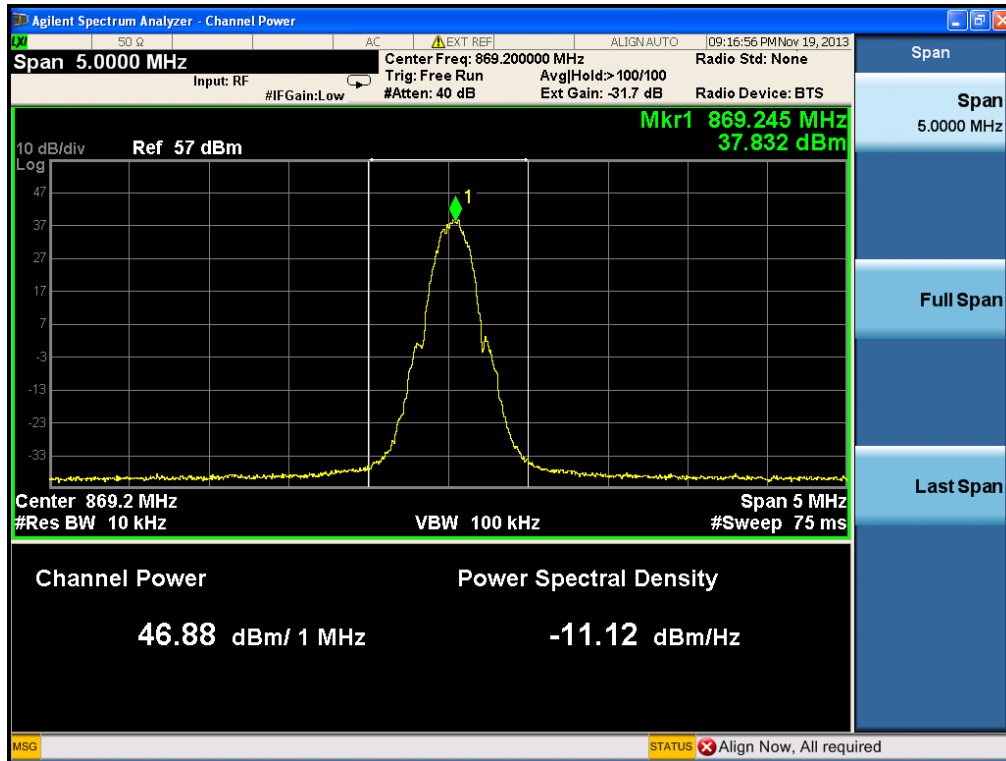 Agilent Spectrum Analyzer - Channel Power
LXI 50 Ω AC EXT REF ALIGN AUTO 09:16:56 PM Nov 19, 2013
Span 5.0000 MHz Center Freq: 869.200000 MHz Radio Std: None
Input: RF Trig: Free Run Avg|Hold:> 100/100
#IFGain:Low #Atten: 40 dB Ext Gain: -31.7 dB Radio Device: BTS
Mkr1 869.245 MHz
37.832 dBm
10 dB/div Ref 57 dBm
Log
47
1
37
27
17
7
-3
-13
-23
-33
Center 869.2 MHz Span 5 MHz
#Res BW 10 kHz VBW 100 kHz #Sweep 75 ms
Channel Power Power Spectral Density
46.88 dBm/ 1 MHz -11.12 dBm/Hz
Span
Span
5.0000 MHz
Full Span
Last Span
MSG STATUS Align Now, All required